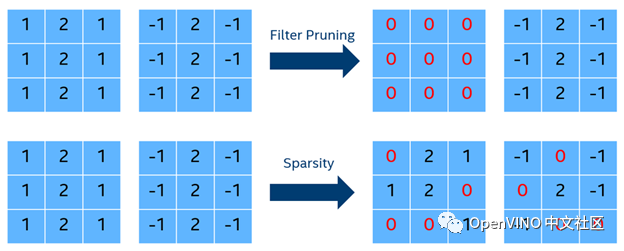 1 2 1 -1 2 -1 Filter Pruning 0 0 0 -1 2 -1
1 2 1 -1 2 -1 0 0 0 -1 2 -1
1 2 1 -1 2 -1 0 0 0 -1 2 -1
1 2 1 -1 2 -1 Sparsity 0 2 1 -1 0 -1
1 2 1 -1 2 -1 1 2 0 0 2 -1
1 2 1 -1 2 -1 0 0 1
OpenVINO 中文社区